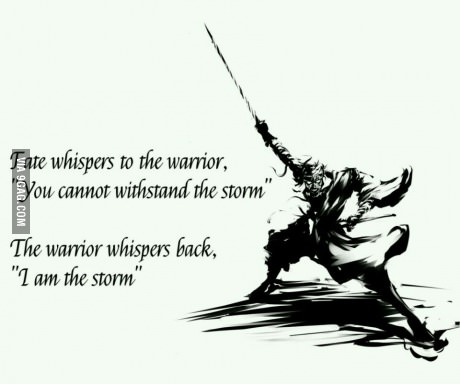 Fate whispers to the warrior,
"You cannot withstand the storm"
The warrior whispers back,
"I am the storm"
VIA 9GAG.COM